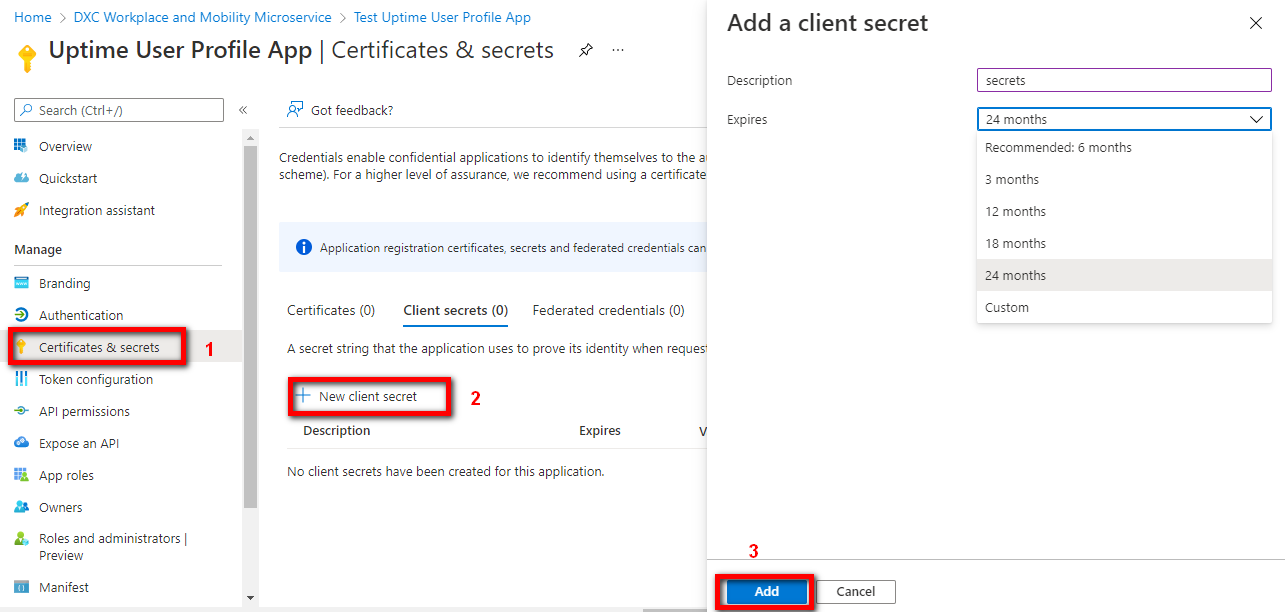 Home > DXC Workplace and Mobility Microservice > Test Uptime User Profile App
Uptime User Profile App | Certificates & secrets
Search (Ctrl+/)
Overview
Quickstart
Integration assistant
Manage
Branding
Authentication
Certificates & secrets 1
Token configuration
API permissions
Expose an API
App roles
Owners
Roles and administrators |
Preview
Manifest
Got feedback?
Credentials enable confidential applications to identify themselves to the au
scheme). For a higher level of assurance, we recommend using a certificate
Application registration certificates, secrets and federated credentials can
Certificates (0) Client secrets (0) Federated credentials (0)
A secret string that the application uses to prove its identity when request
New client secret 2
Description Expires V
No client secrets have been created for this application.
Add a client secret
Description secrets
Expires 24 months
Recommended: 6 months
3 months
12 months
18 months
24 months
Custom
3
Add Cancel